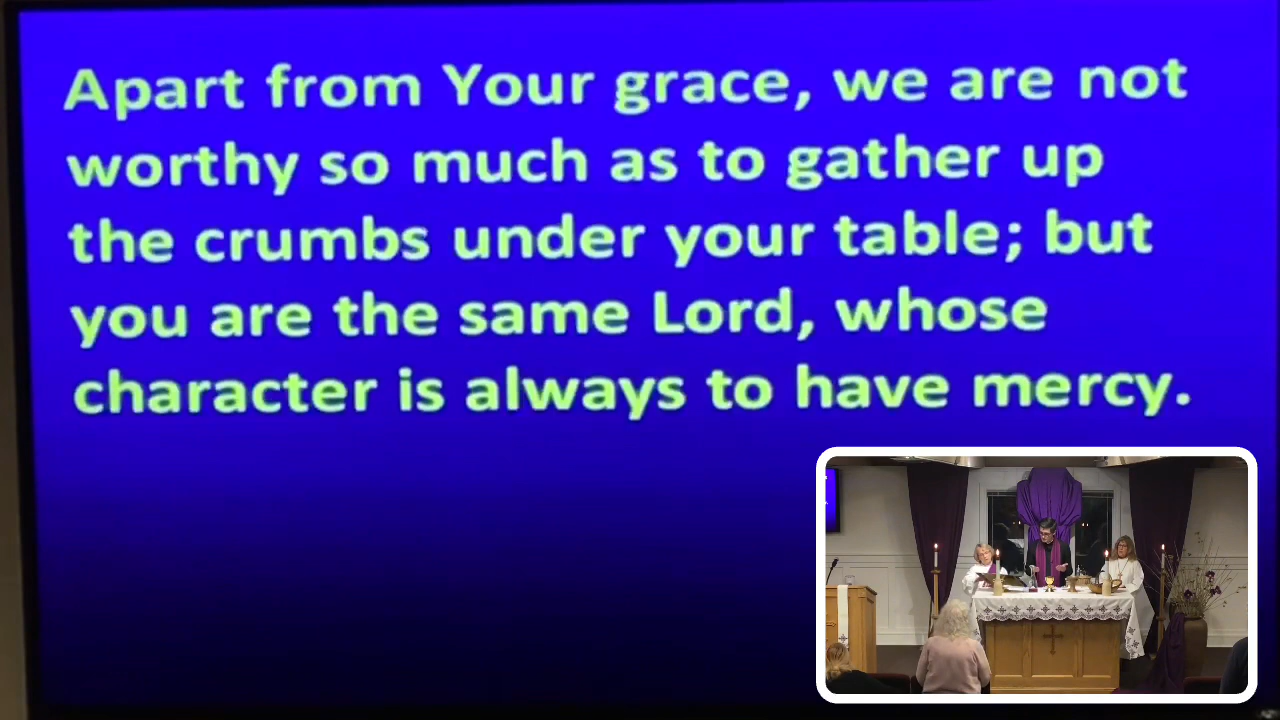 Apart from Your grace, we are not
worthy so much as to gather up
the crumbs under your table; but
you are the same Lord, whose
character is always to have mercy.